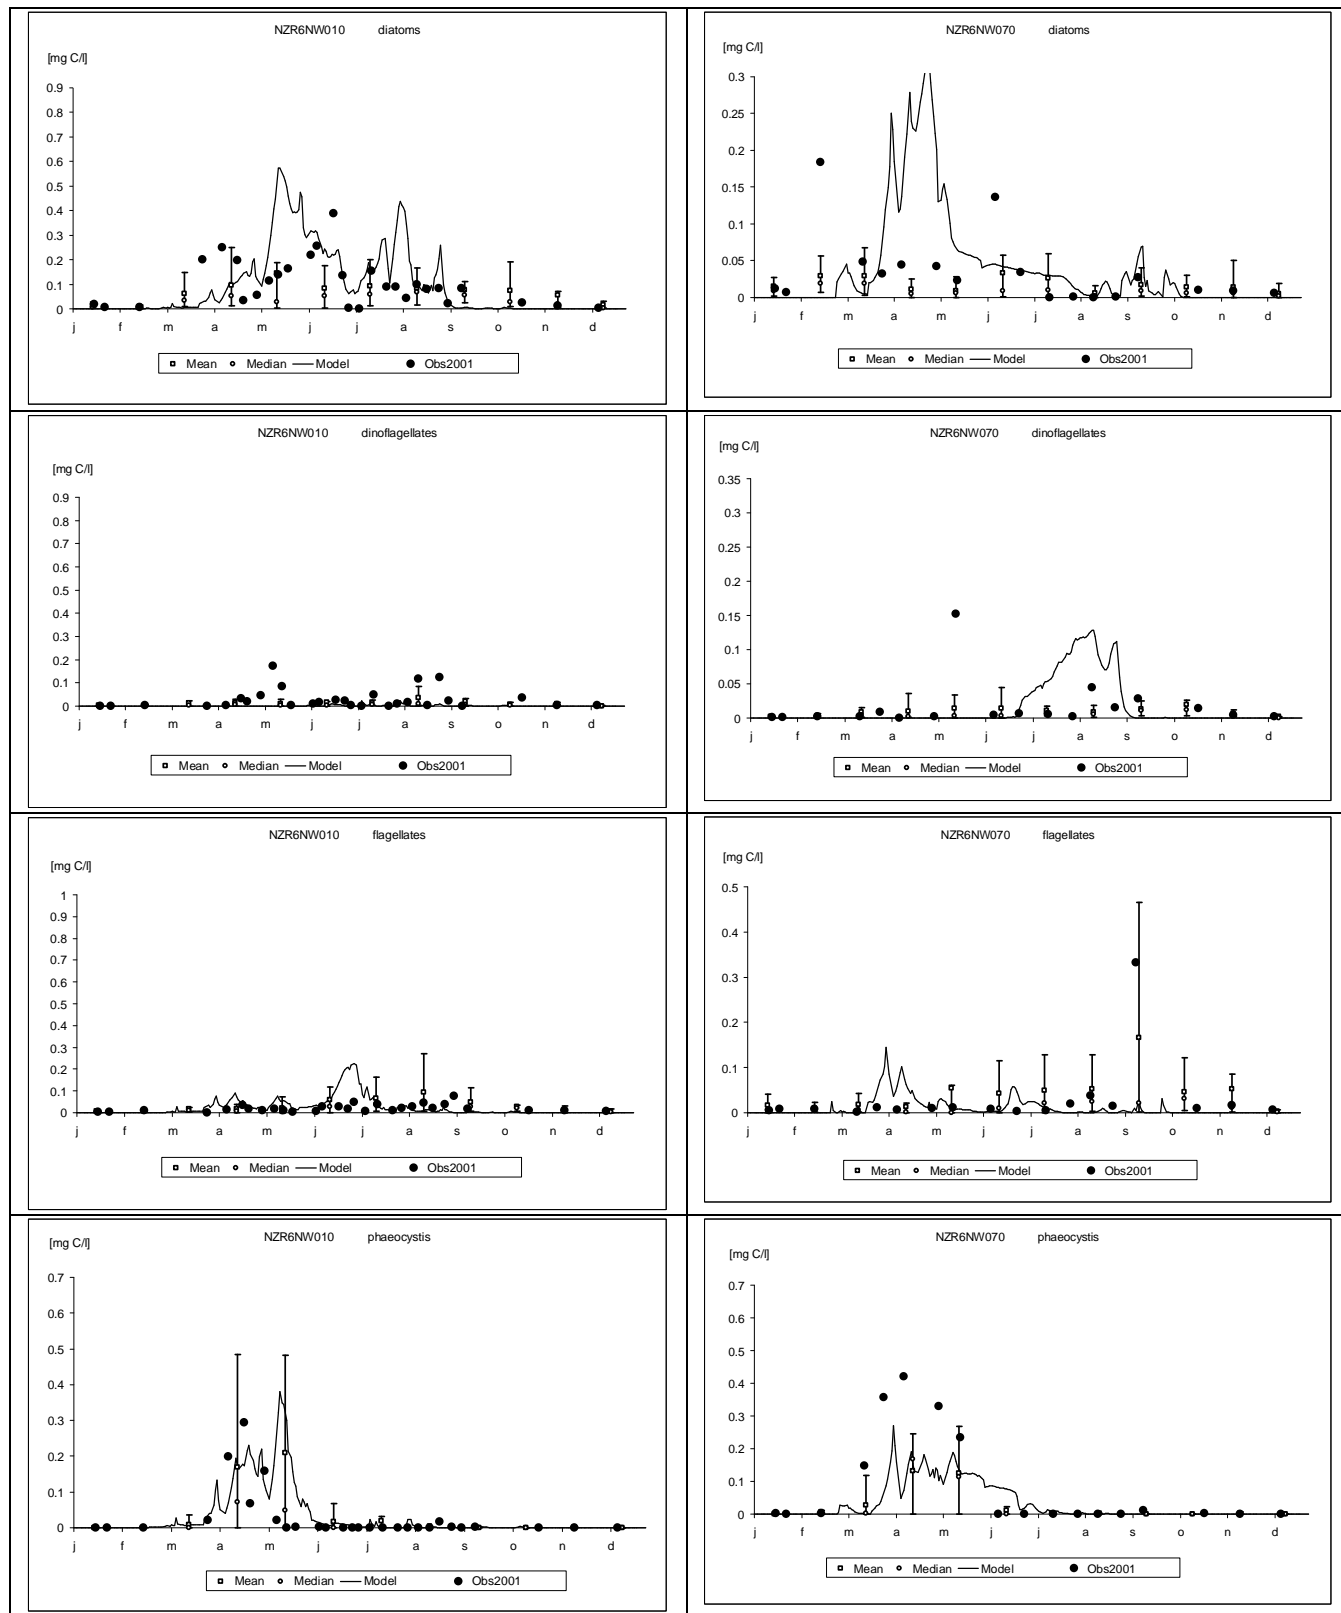 NZR6NW010 diatoms
[mg C/l]
0.9
0.8
0.7
0.6
0.5
0.4
0.3
0.2
0.1
0
j f m a m j j a s o n d
Mean Median Model Obs2001
NZR6NW070 diatoms
[mg C/l]
0.3
0.25
0.2
0.15
0.1
0.05
0
j f m a m j j a s o n d
Mean Median Model Obs2001
NZR6NW010 dinoflagellates
[mg C/l]
0.9
0.8
0.7
0.6
0.5
0.4
0.3
0.2
0.1
0
j f m a m j j a s o n d
Mean Median Model Obs2001
NZR6NW070 dinoflagellates
[mg C/l]
0.35
0.3
0.25
0.2
0.15
0.1
0.05
0
j f m a m j j a s o n d
Mean Median Model Obs2001
NZR6NW010 flagellates
[mg C/l]
1
0.9
0.8
0.7
0.6
0.5
0.4
0.3
0.2
0.1
0
j f m a m j j a s o n d
Mean Median Model Obs2001
NZR6NW070 flagellates
[mg C/l]
0.5
0.4
0.3
0.2
0.1
0
j f m a m j j a s o n d
Mean Median Model Obs2001
NZR6NW010 phaeocystis
[mg C/l]
0.7
0.6
0.5
0.4
0.3
0.2
0.1
0
j f m a m j j a s o n d
Mean Median Model Obs2001
NZR6NW070 phaeocystis
[mg C/l]
0.7
0.6
0.5
0.4
0.3
0.2
0.1
0
j f m a m j j a s o n d
Mean Median Model Obs2001